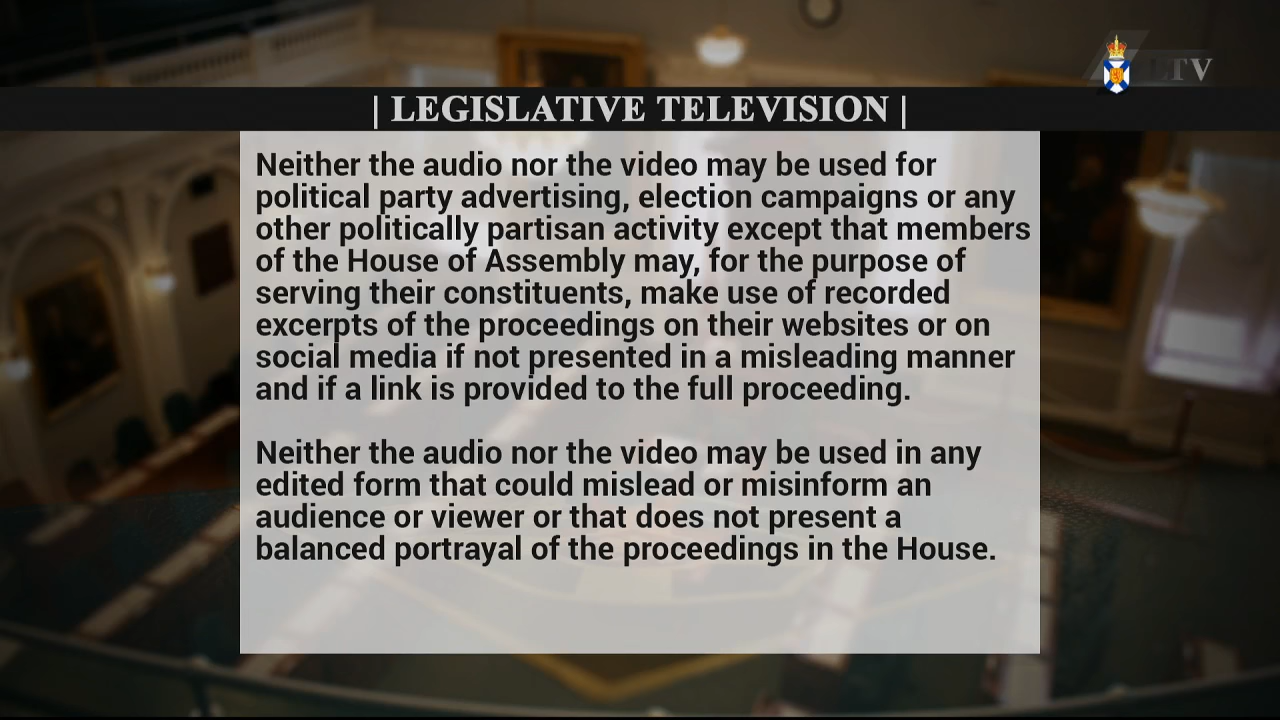 LTV
| LEGISLATIVE TELEVISION |
Neither the audio nor the video may be used for
political party advertising, election campaigns or any
other politically partisan activity except that members
of the House of Assembly may, for the purpose of
serving their constituents, make use of recorded
excerpts of the proceedings on their websites or on
social media if not presented in a misleading manner
and if a link is provided to the full proceeding.
Neither the audio nor the video may be used in any
edited form that could mislead or misinform an
audience or viewer or that does not present a
balanced portrayal of the proceedings in the House.